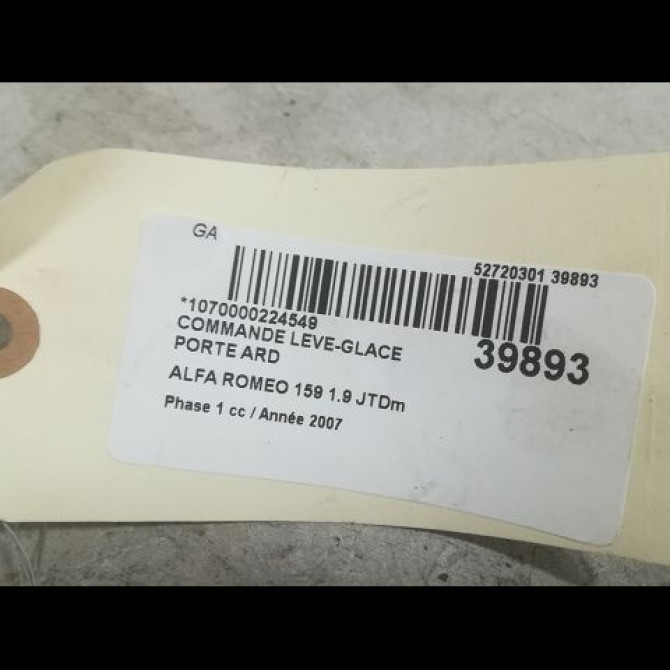 GA
52720301 39893
*1070000224549
COMMANDE LEVE-GLACE
PORTE ARD
39893
ALFA ROMEO 159 1.9 JTDm
Phase 1 cc / Année 2007